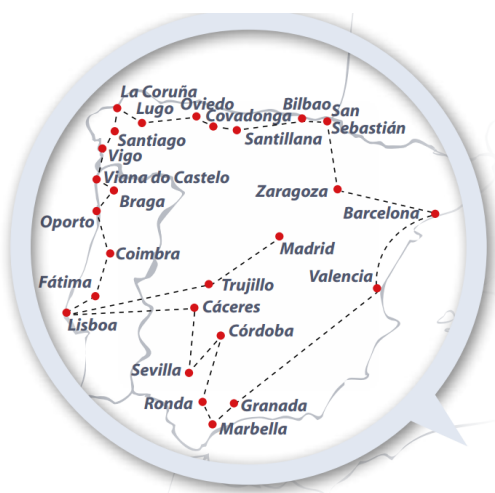 La Coruña
Lugo
Oviedo
Covadonga
Bilbao
San
Sebastián
Santillana
Santiago
Vigo
Viana do Castelo
Braga
Zaragoza
Barcelona
Oporto
Coimbra
Madrid
Valencia
Fátima
Trujillo
Cáceres
Lisboa
Córdoba
Sevilla
Ronda
Granada
Marbella